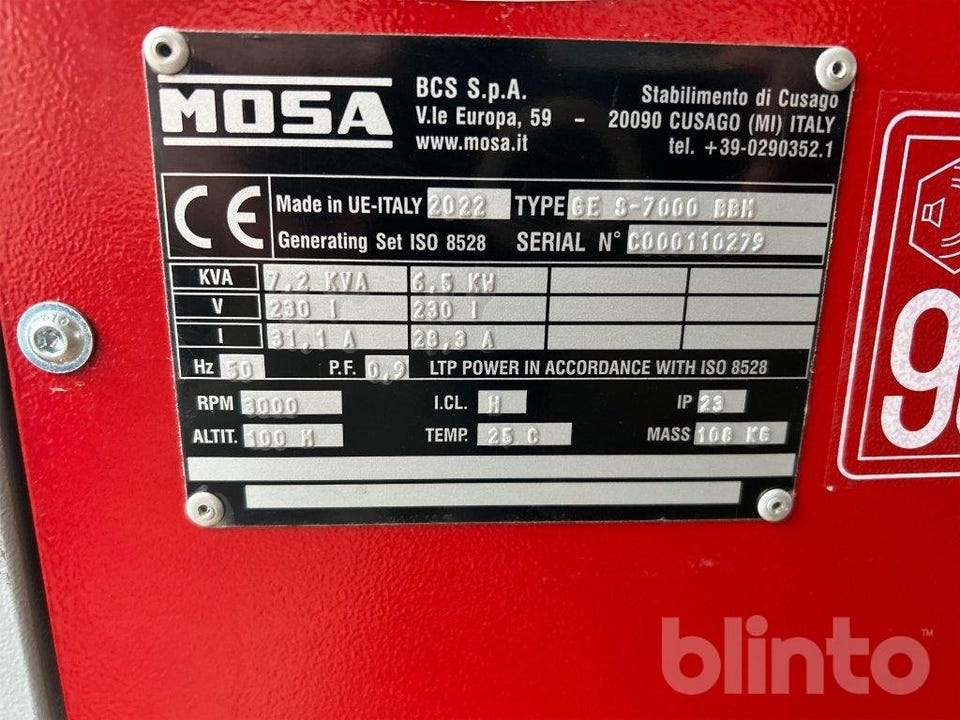 MOSA
BCS S.p.A.
V.le Europa, 59 -
www.mosa.it
Stabilimento di Cusago
20090 CUSAGO (MI) ITALY
tel. +39-0290352.1
CE Made in UE-ITALY 2022 TYPE GE S-7000 BBM
Generating Set ISO 8528 SERIAL N° C000110279
KVA 7,2 KVA 6,5 KW
V 230 1 230 1
I 31,1 A 28,3 A
Hz 50 P.F. 0,9 LTP POWER IN ACCORDANCE WITH ISO 8528
RPM 3000 I.CL. H IP 23
ALTIT. 100 M TEMP. 25 C MASS 108 KG
blinto™